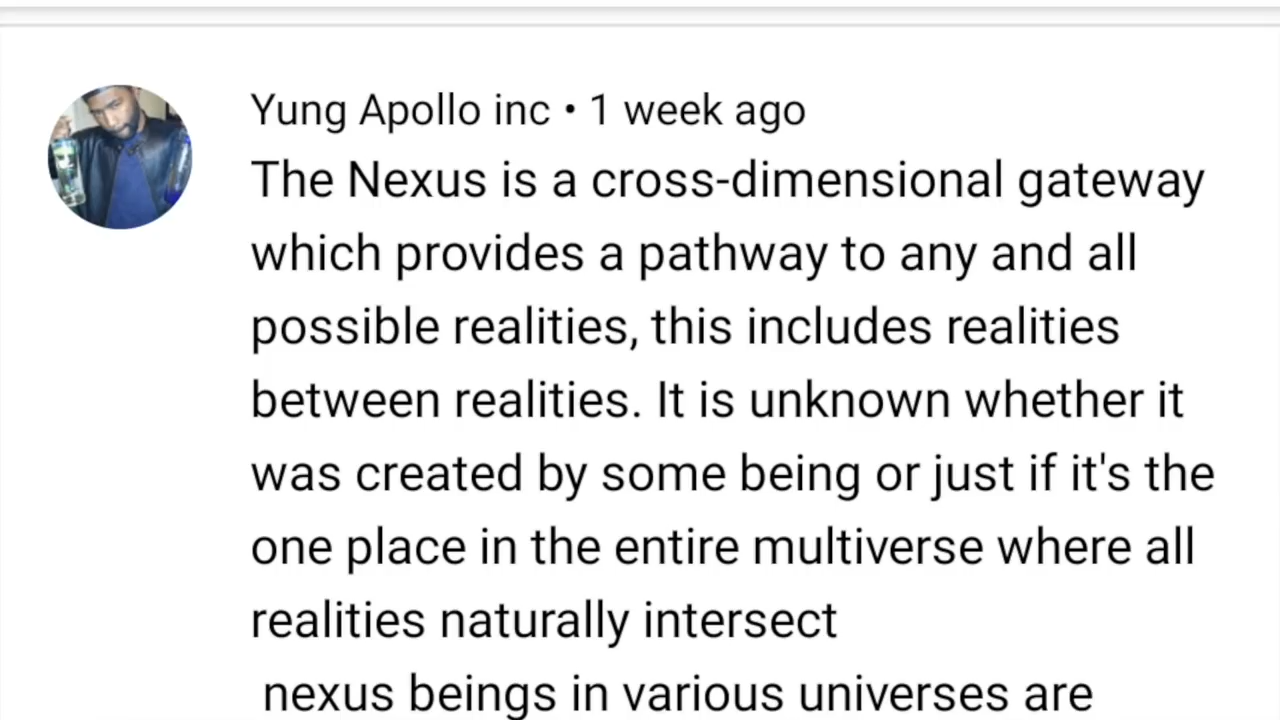 Yung Apollo inc • 1 week ago
The Nexus is a cross-dimensional gateway
which provides a pathway to any and all
possible realities, this includes realities
between realities. It is unknown whether it
was created by some being or just if it's the
one place in the entire multiverse where all
realities naturally intersect
nexus beings in various universes are